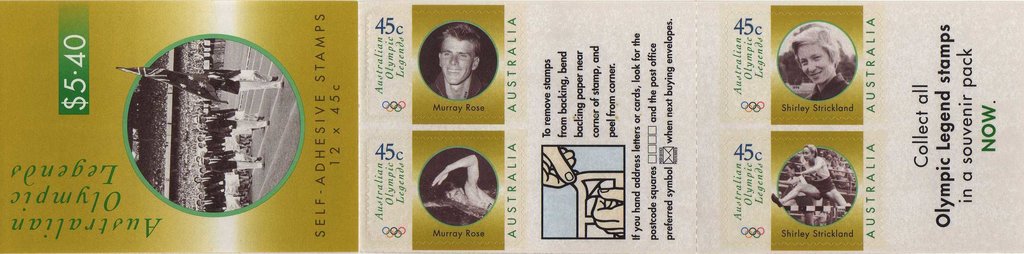 $5·40
Australian
Olympic
Legends
SELF-ADHESIVE STAMPS
12 x 45c
45c
Australian
Olympic
Legends
AUSTRALIA
Murray Rose
45c
Australian
Olympic
Legends
AUSTRALIA
Murray Rose
To remove stamps
from backing, bend
backing paper near
corner of stamp, and
peel from corner.
If you hand address letters or cards, look for the
postcode squares and the post office
preferred symbol when next buying envelopes.
45c
Australian
Olympic
Legends
AUSTRALIA
Shirley Strickland
45c
Australian
Olympic
Legends
AUSTRALIA
Shirley Strickland
Collect all
Olympic Legend stamps
in a souvenir pack
NOW.